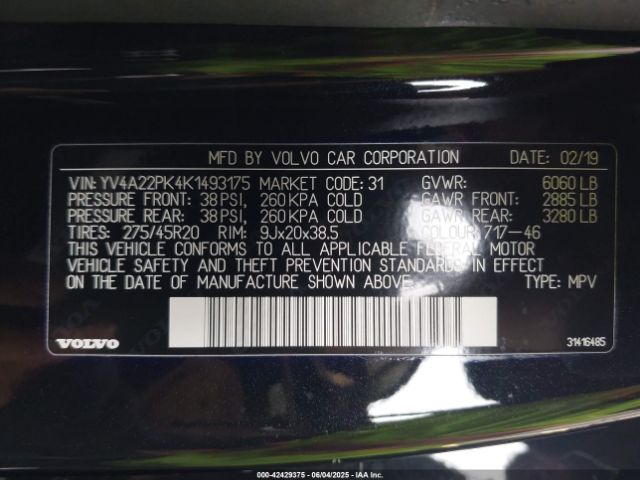 MFD BY VOLVO CAR CORPORATION DATE: 02/19
VIN: YV4A22PK4K1493175 MARKET CODE: 31 GVWR: 6060 LB
PRESSURE FRONT: 38 PSI, 260 KPA COLD GAWR FRONT: 2885 LB
PRESSURE REAR: 38 PSI, 260 KPA COLD GAWR REAR: 3280 LB
TIRES: 275/45R20 RIM: 9Jx20x38.5 COLOUR: 717-46
THIS VEHICLE CONFORMS TO ALL APPLICABLE FEDERAL MOTOR
VEHICLE SAFETY AND THEFT PREVENTION STANDARDS IN EFFECT
ON THE DATE OF MANUFACTURE SHOWN ABOVE. TYPE: MPV
VOLVO 31416485
000-42429375 - 06/04/2025 - IAA Inc.